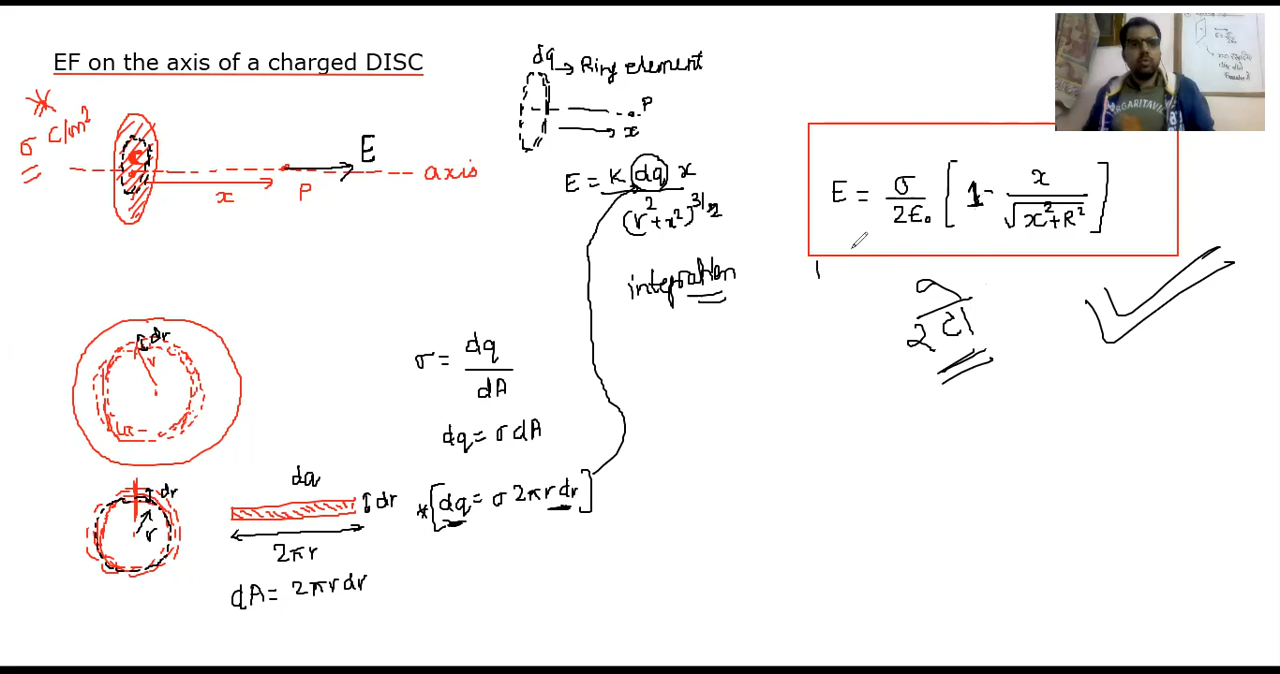 EF on the axis of a charged DISC
σ C/m²
E
x
P
axis
dq → Ring element
P
x
E = K dq x / (r² + x²)^3/2
integration
E = σ/2ε₀ [1 - x/√(x² + R²)]
dr
r
σ = dq/dA
dq = σ dA
dr
r
da
dr
2πr
*[dq = σ 2πr dr]
dA = 2πr dr